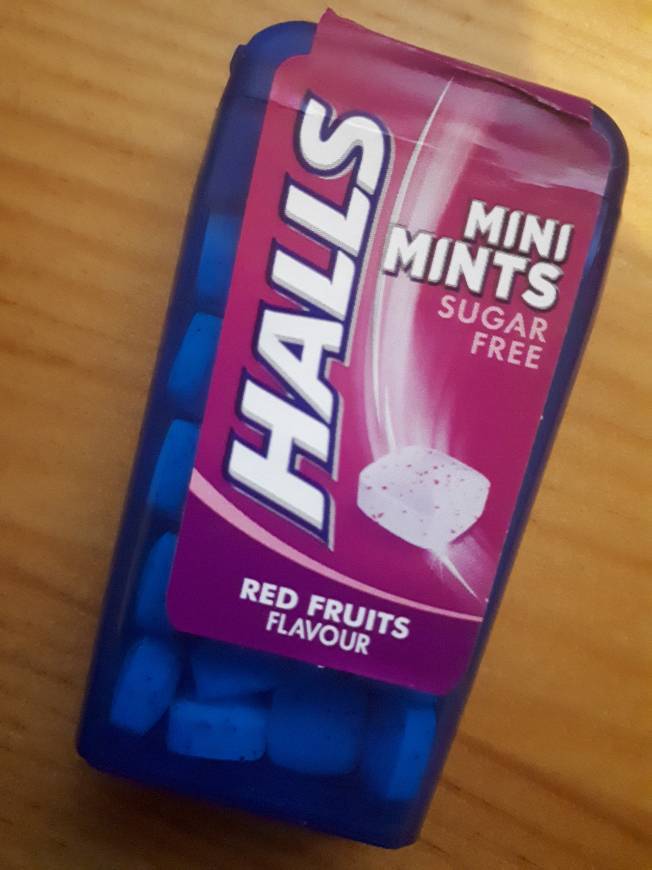 HALLS
MINI
MINTS
SUGAR
FREE
RED FRUITS
FLAVOUR